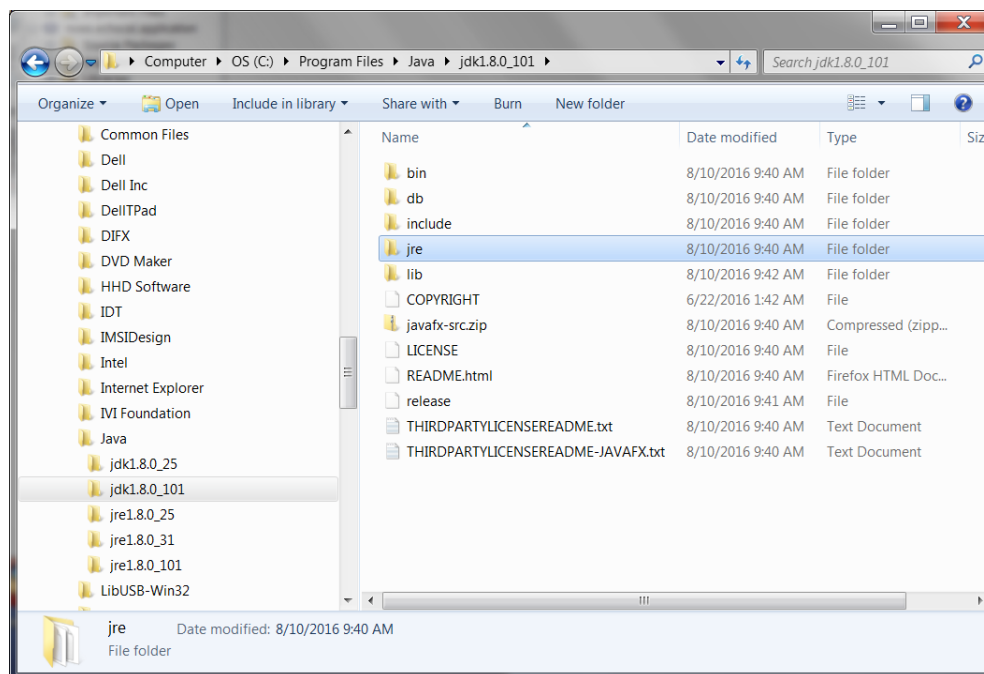 Computer ▸ OS (C:) ▸ Program Files ▸ Java ▸ jdk1.8.0_101 ▸
Search jdk1.8.0_101
Organize
Open
Include in library
Share with
Burn
New folder
Common Files
Dell
Dell Inc
DellTPad
DIFX
DVD Maker
HHD Software
IDT
IMSIDesign
Intel
Internet Explorer
IVI Foundation
Java
jdk1.8.0_25
jdk1.8.0_101
jre1.8.0_25
jre1.8.0_31
jre1.8.0_101
LibUSB-Win32
Name Date modified Type Siz
bin 8/10/2016 9:40 AM File folder
db 8/10/2016 9:40 AM File folder
include 8/10/2016 9:40 AM File folder
jre 8/10/2016 9:40 AM File folder
lib 8/10/2016 9:42 AM File folder
COPYRIGHT 6/22/2016 1:42 AM File
javafx-src.zip 8/10/2016 9:40 AM Compressed (zipp...
LICENSE 8/10/2016 9:40 AM File
README.html 8/10/2016 9:40 AM Firefox HTML Doc...
release 8/10/2016 9:41 AM File
THIRDPARTYLICENSEREADME.txt 8/10/2016 9:40 AM Text Document
THIRDPARTYLICENSEREADME-JAVAFX.txt 8/10/2016 9:40 AM Text Document
jre Date modified: 8/10/2016 9:40 AM
File folder